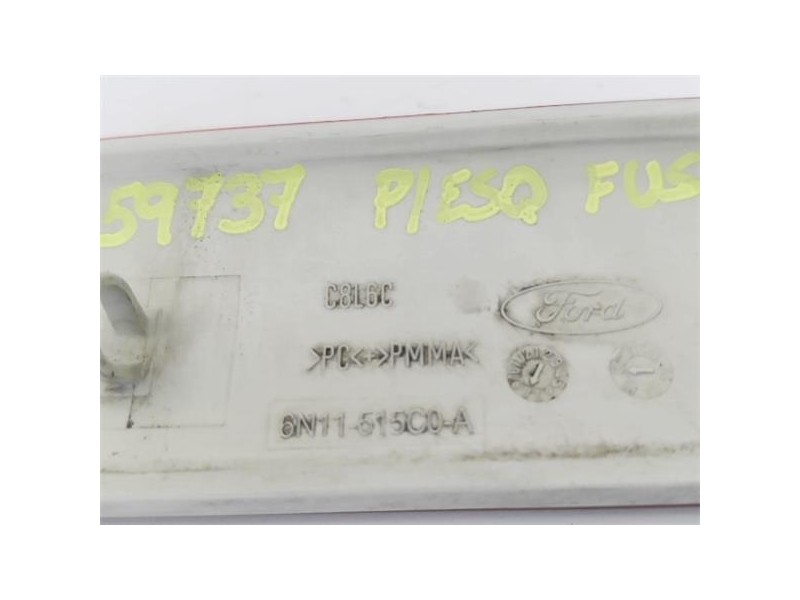 59737 P/ESQ FUS
C8L6C
Ford
>PC<+>PMMA<
6N11-515C0-A